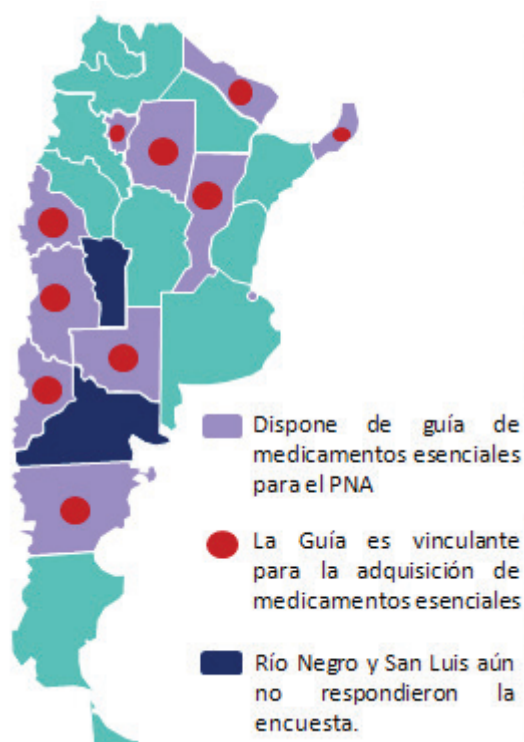 Dispone de guía de
medicamentos esenciales
para el PNA
La Guía es vinculante
para la adquisición de
medicamentos esenciales
Río Negro y San Luis aún
no respondieron la
encuesta.